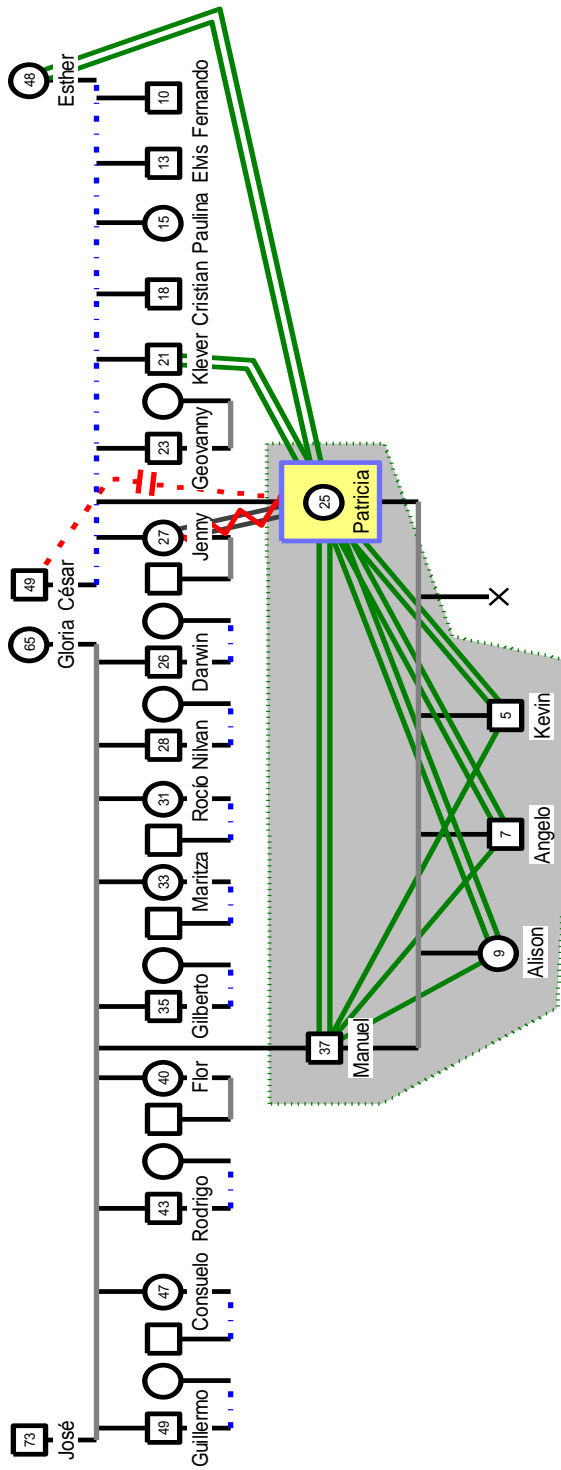 73 65 49 48
José Gloria César Esther
49 47 43 40 35 33 31 28 26 27 23 21 18 15 13 10
Guillermo Consuelo Rodrigo Flor Gilberto Maritza Rocío Nilvan Darwin Jenny Geovanny Klever Cristian Paulina Elvis Fernando
37 25
Manuel Patricia
9 7 5
Alison Angelo Kevin